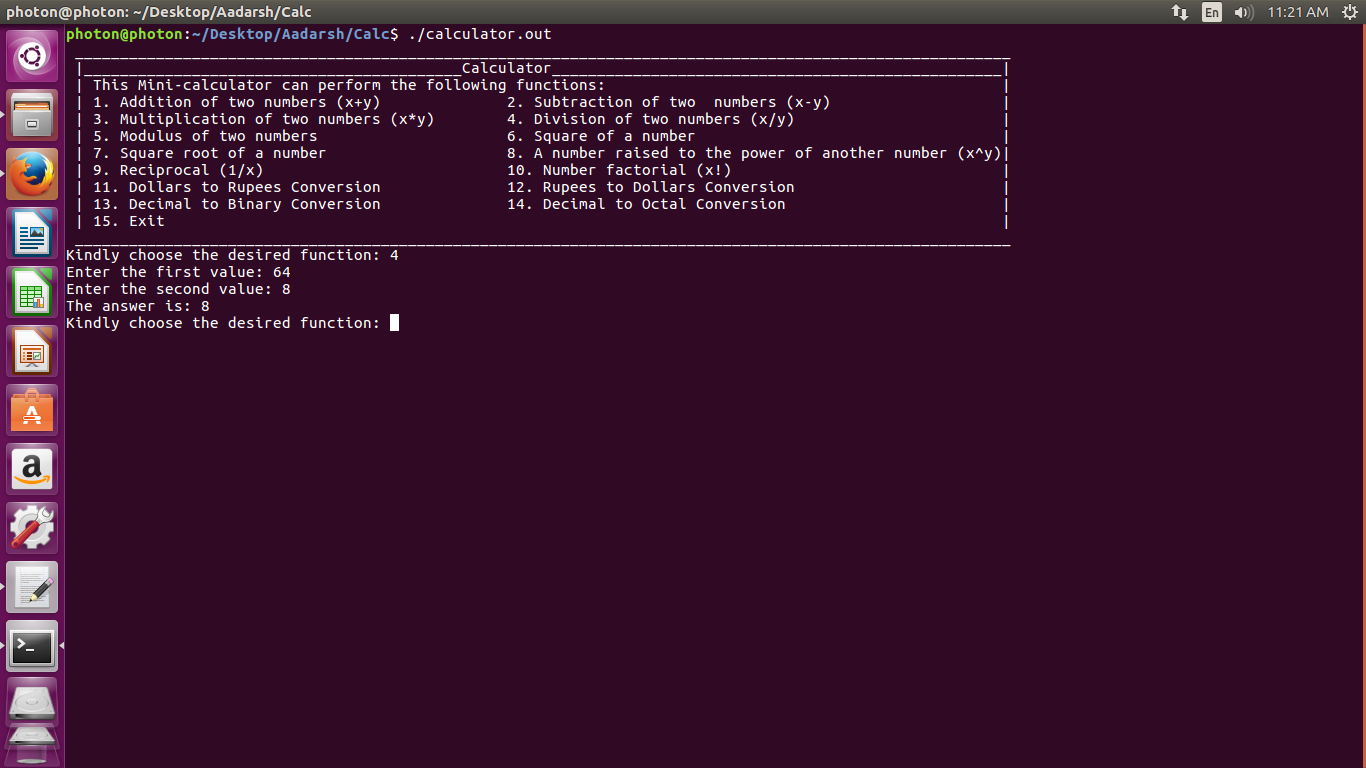 photon@photon: ~/Desktop/Aadarsh/Calc En 11:21 AM
photon@photon:~/Desktop/Aadarsh/Calc$ ./calculator.out
Calculator
This Mini-calculator can perform the following functions:
1. Addition of two numbers (x+y) 2. Subtraction of two  numbers (x-y)
3. Multiplication of two numbers (x*y) 4. Division of two numbers (x/y)
5. Modulus of two numbers 6. Square of a number
7. Square root of a number 8. A number raised to the power of another number (x^y)
9. Reciprocal (1/x) 10. Number factorial (x!)
11. Dollars to Rupees Conversion 12. Rupees to Dollars Conversion
13. Decimal to Binary Conversion 14. Decimal to Octal Conversion
15. Exit
Kindly choose the desired function: 4
Enter the first value: 64
Enter the second value: 8
The answer is: 8
Kindly choose the desired function: